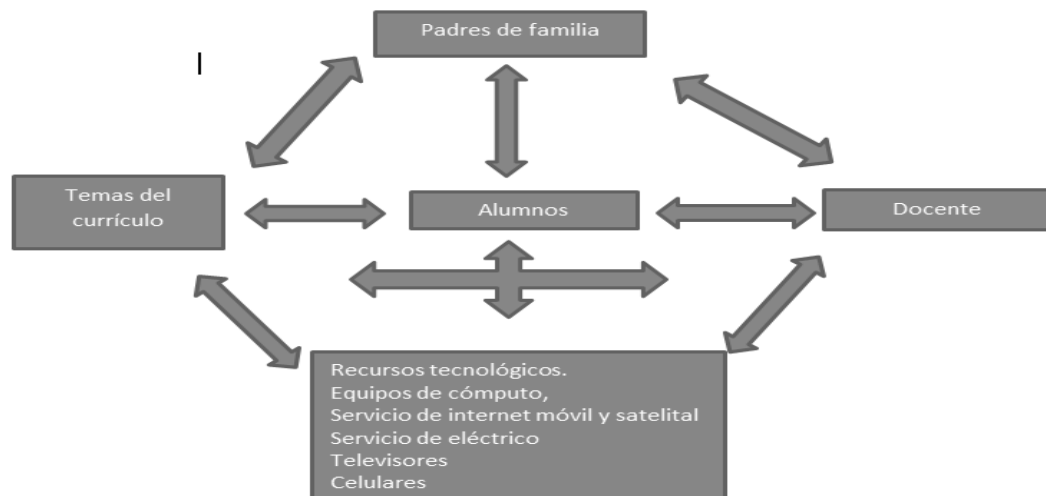 Padres de familia
Temas del
currículo
Alumnos
Docente
Recursos tecnológicos.
Equipos de cómputo,
Servicio de internet móvil y satelital
Servicio de eléctrico
Televisores
Celulares